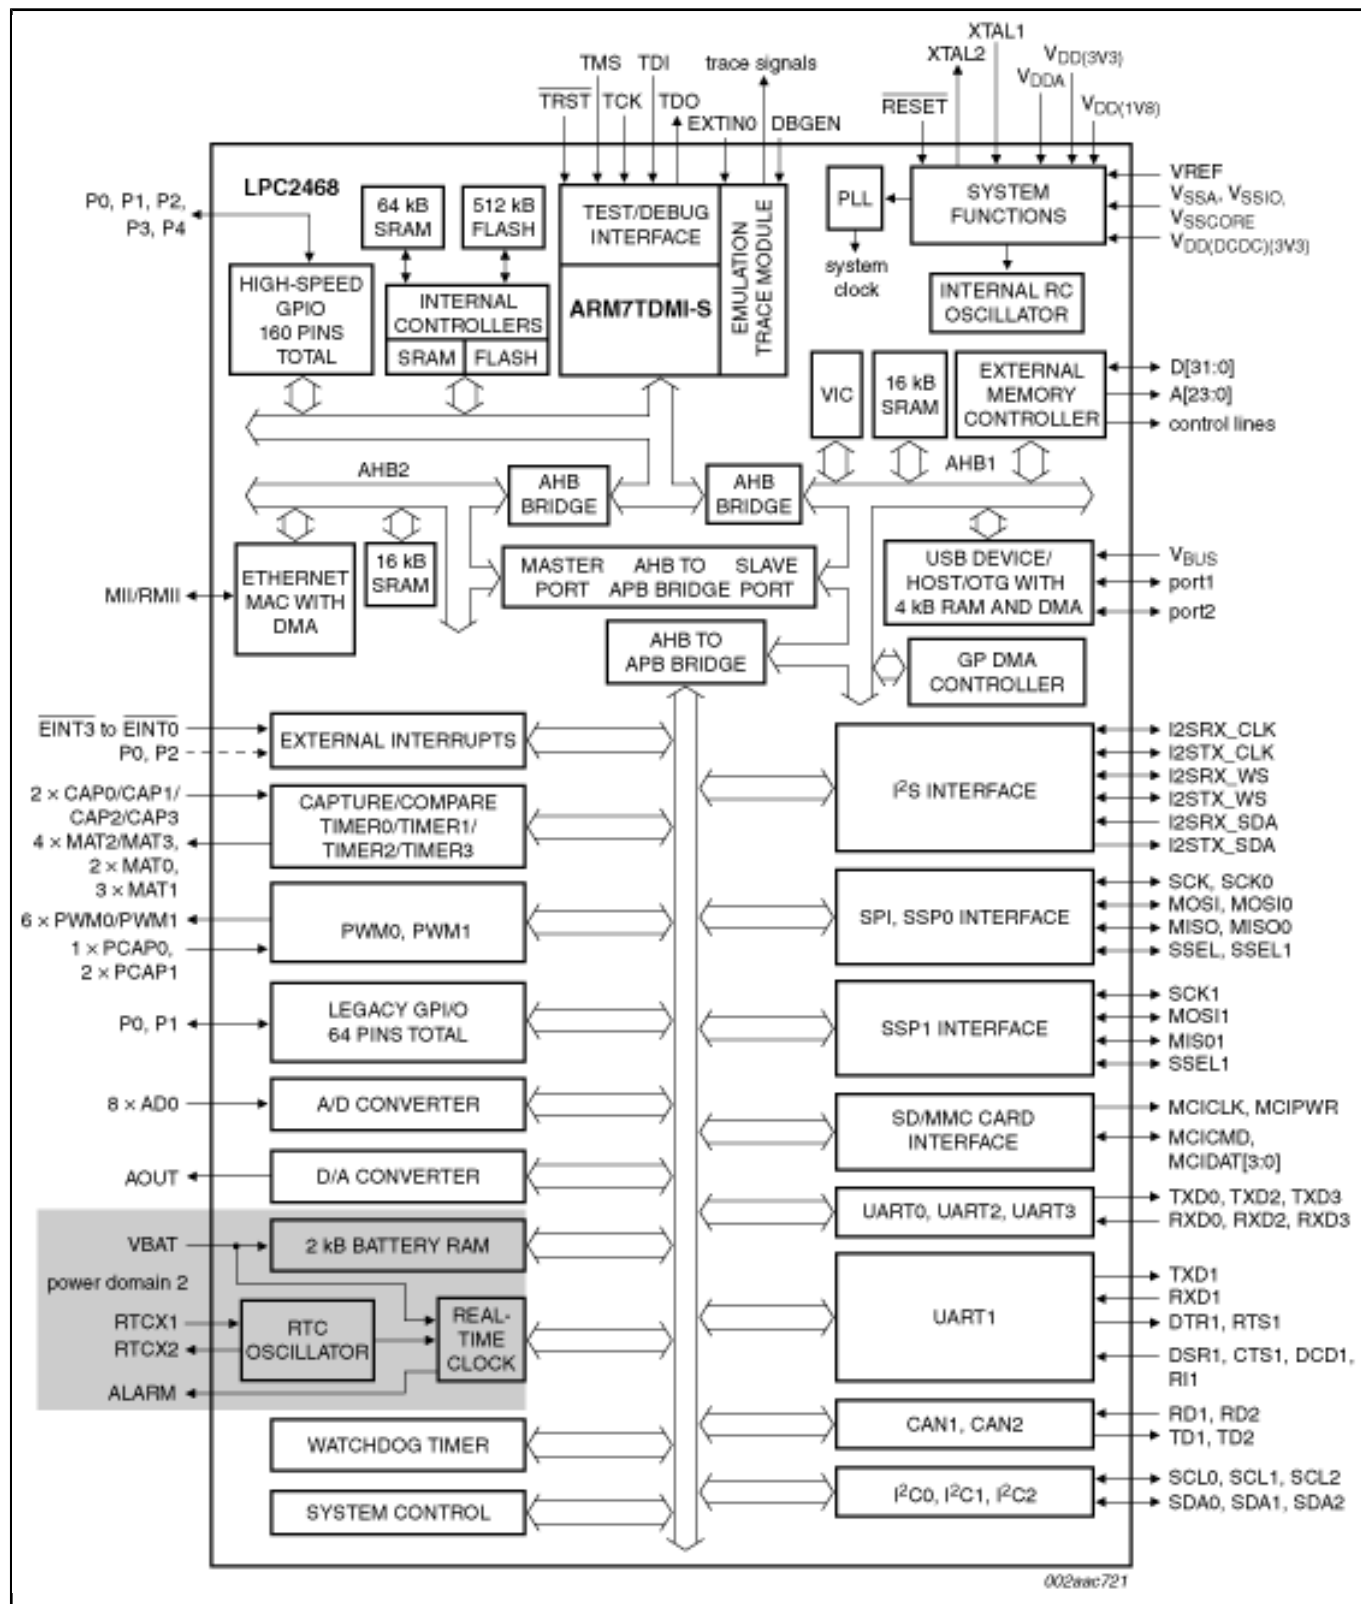 XTAL1
XTAL2
VDD(3V3)
VDDA
VDD(1V8)
RESET
TMS TDI
trace signals
TRST TCK TDO
EXTIN0 DBGEN
LPC2468
P0, P1, P2,
P3, P4
64 kB
SRAM
512 kB
FLASH
TEST/DEBUG
INTERFACE
EMULATION
TRACE MODULE
ARM7TDMI-S
PLL
system
clock
SYSTEM
FUNCTIONS
VREF
VSSA, VSSIO,
VSSCORE
VDD(DCDC)(3V3)
INTERNAL RC
OSCILLATOR
HIGH-SPEED
GPIO
160 PINS
TOTAL
INTERNAL
CONTROLLERS
SRAM FLASH
VIC
16 kB
SRAM
EXTERNAL
MEMORY
CONTROLLER
D[31:0]
A[23:0]
control lines
AHB2
AHB
BRIDGE
AHB
BRIDGE
AHB1
ETHERNET
MAC WITH
DMA
MII/RMII
16 kB
SRAM
MASTER AHB TO SLAVE
PORT APB BRIDGE PORT
USB DEVICE/
HOST/OTG WITH
4 kB RAM AND DMA
VBUS
port1
port2
AHB TO
APB BRIDGE
GP DMA
CONTROLLER
EINT3 to EINT0
P0, P2
EXTERNAL INTERRUPTS
2 × CAP0/CAP1/
CAP2/CAP3
4 × MAT2/MAT3,
2 × MAT0,
3 × MAT1
CAPTURE/COMPARE
TIMER0/TIMER1/
TIMER2/TIMER3
6 × PWM0/PWM1
1 × PCAP0,
2 × PCAP1
PWM0, PWM1
P0, P1
LEGACY GPI/O
64 PINS TOTAL
8 × AD0
A/D CONVERTER
AOUT
D/A CONVERTER
VBAT
2 kB BATTERY RAM
power domain 2
RTCX1
RTCX2
RTC
OSCILLATOR
REAL-
TIME
CLOCK
ALARM
WATCHDOG TIMER
SYSTEM CONTROL
I2S INTERFACE
I2SRX_CLK
I2STX_CLK
I2SRX_WS
I2STX_WS
I2SRX_SDA
I2STX_SDA
SPI, SSP0 INTERFACE
SCK, SCK0
MOSI, MOSI0
MISO, MISO0
SSEL, SSEL1
SSP1 INTERFACE
SCK1
MOSI1
MIS01
SSEL1
SD/MMC CARD
INTERFACE
MCICLK, MCIPWR
MCICMD,
MCIDAT[3:0]
UART0, UART2, UART3
TXD0, TXD2, TXD3
RXD0, RXD2, RXD3
UART1
TXD1
RXD1
DTR1, RTS1
DSR1, CTS1, DCD1,
RI1
CAN1, CAN2
RD1, RD2
TD1, TD2
I2C0, I2C1, I2C2
SCL0, SCL1, SCL2
SDA0, SDA1, SDA2
002aac721